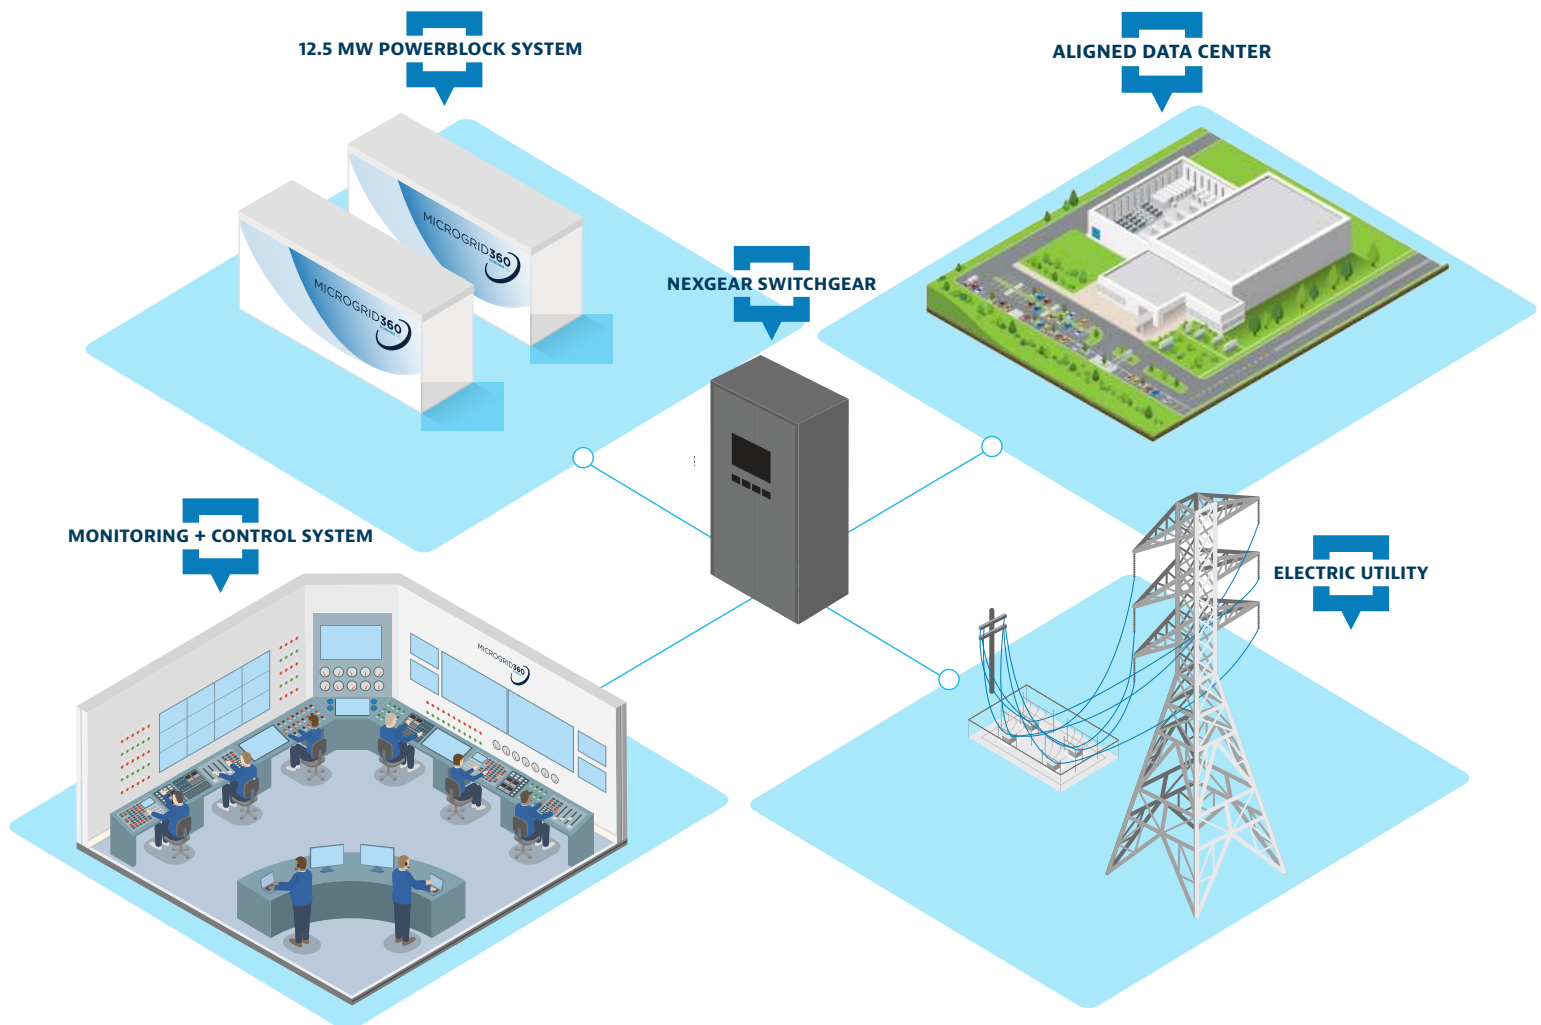 12.5 MW POWERBLOCK SYSTEM
ALIGNED DATA CENTER
MICROGRID360
MICROGRID360
NEXGEAR SWITCHGEAR
MONITORING + CONTROL SYSTEM
ELECTRIC UTILITY
MICROGRID360